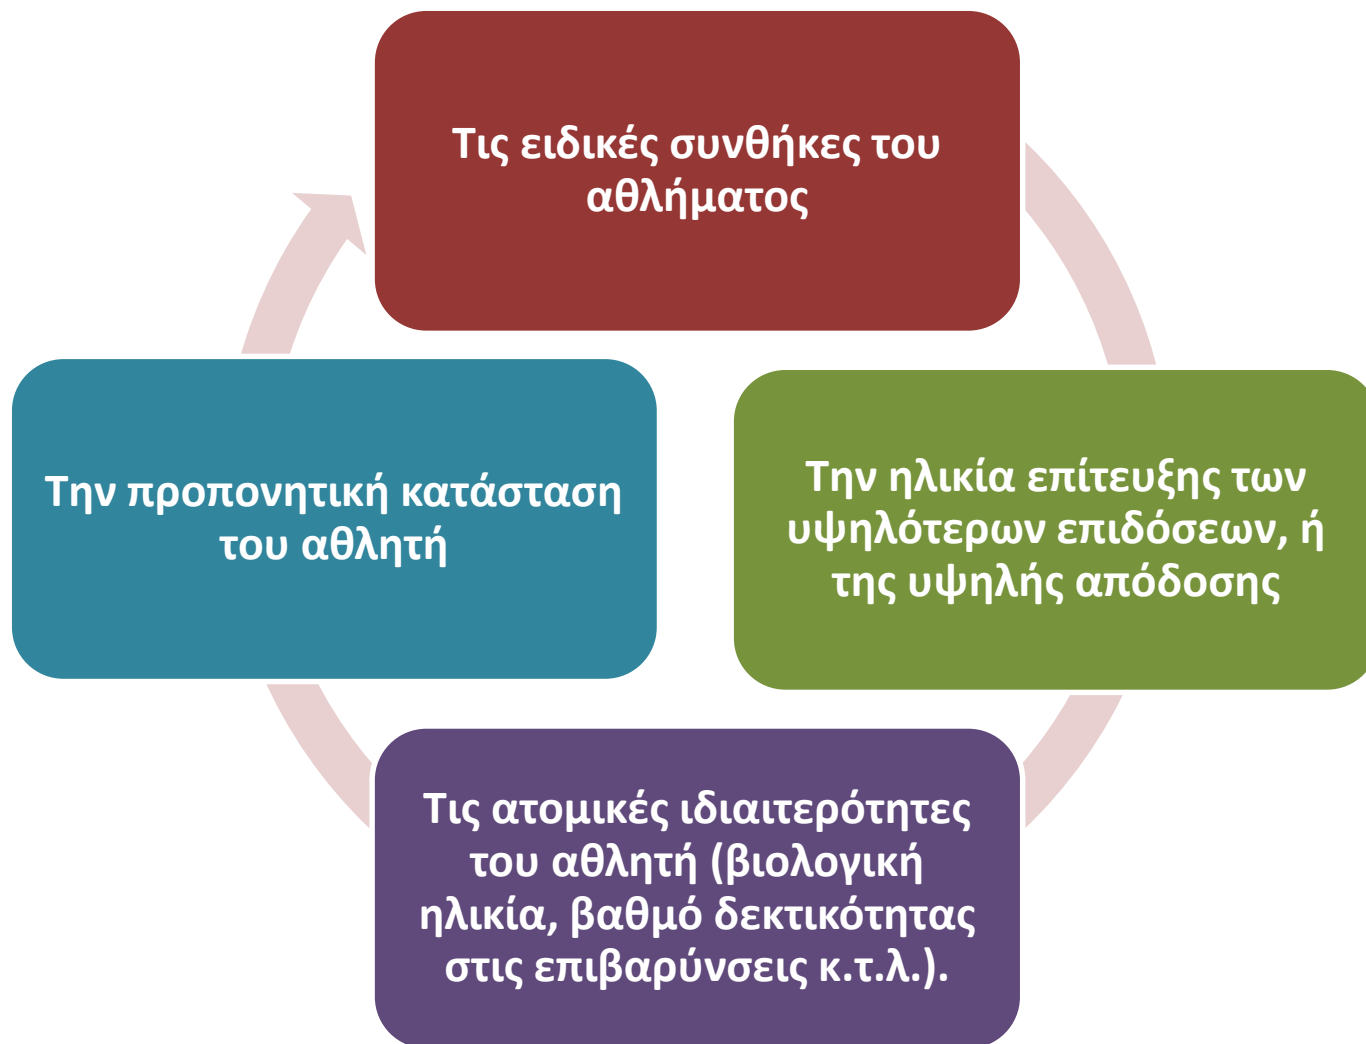 Τις ειδικές συνθήκες του
αθλήματος
Την ηλικία επίτευξης των
υψηλότερων επιδόσεων, ή
της υψηλής απόδοσης
Τις ατομικές ιδιαιτερότητες
του αθλητή (βιολογική
ηλικία, βαθμό δεκτικότητας
στις επιβαρύνσεις κ.τ.λ.).
Την προπονητική κατάσταση
του αθλητή